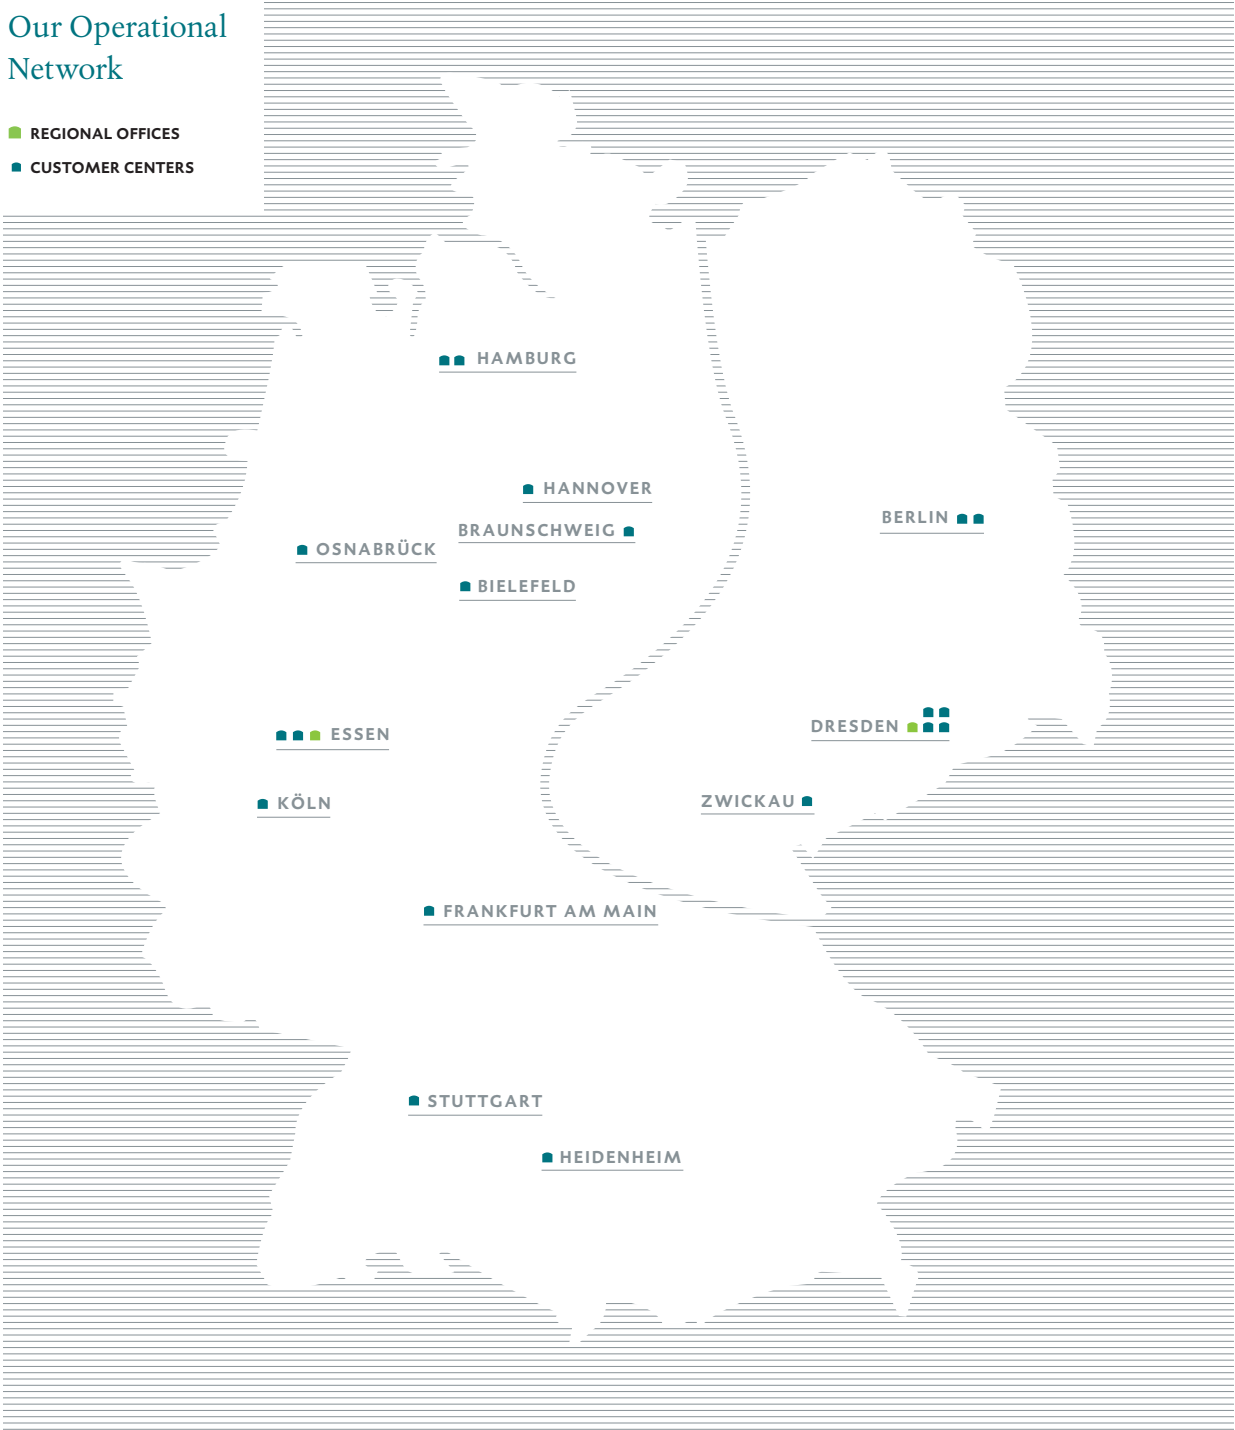 Our Operational
Network
REGIONAL OFFICES
CUSTOMER CENTERS
HAMBURG
HANNOVER
BERLIN
BRAUNSCHWEIG
OSNABRÜCK
BIELEFELD
DRESDEN
ESSEN
ZWICKAU
KÖLN
FRANKFURT AM MAIN
STUTTGART
HEIDENHEIM